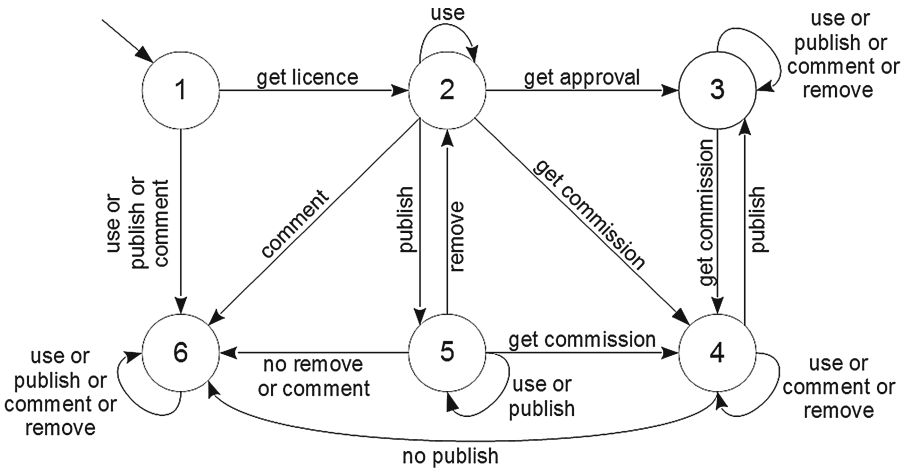 use
use or
publish or
comment or
remove
1
get licence
2
get approval
3
use or
publish or
comment
comment
publish
remove
get commission
get commission
publish
6
no remove
or comment
5
get commission
4
use or
publish or
comment or
remove
use or
publish
use or
comment or
remove
no publish